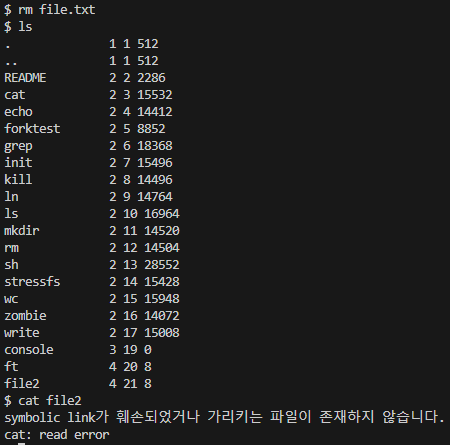 $ rm file.txt
$ ls
. 1 1 512
.. 1 1 512
README 2 2 2286
cat 2 3 15532
echo 2 4 14412
forktest 2 5 8852
grep 2 6 18368
init 2 7 15496
kill 2 8 14496
ln 2 9 14764
ls 2 10 16964
mkdir 2 11 14520
rm 2 12 14504
sh 2 13 28552
stressfs 2 14 15428
wc 2 15 15948
zombie 2 16 14072
write 2 17 15008
console 3 19 0
ft 4 20 8
file2 4 21 8
$ cat file2
symbolic link가 훼손되었거나 가리키는 파일이 존재하지 않습니다.
cat: read error